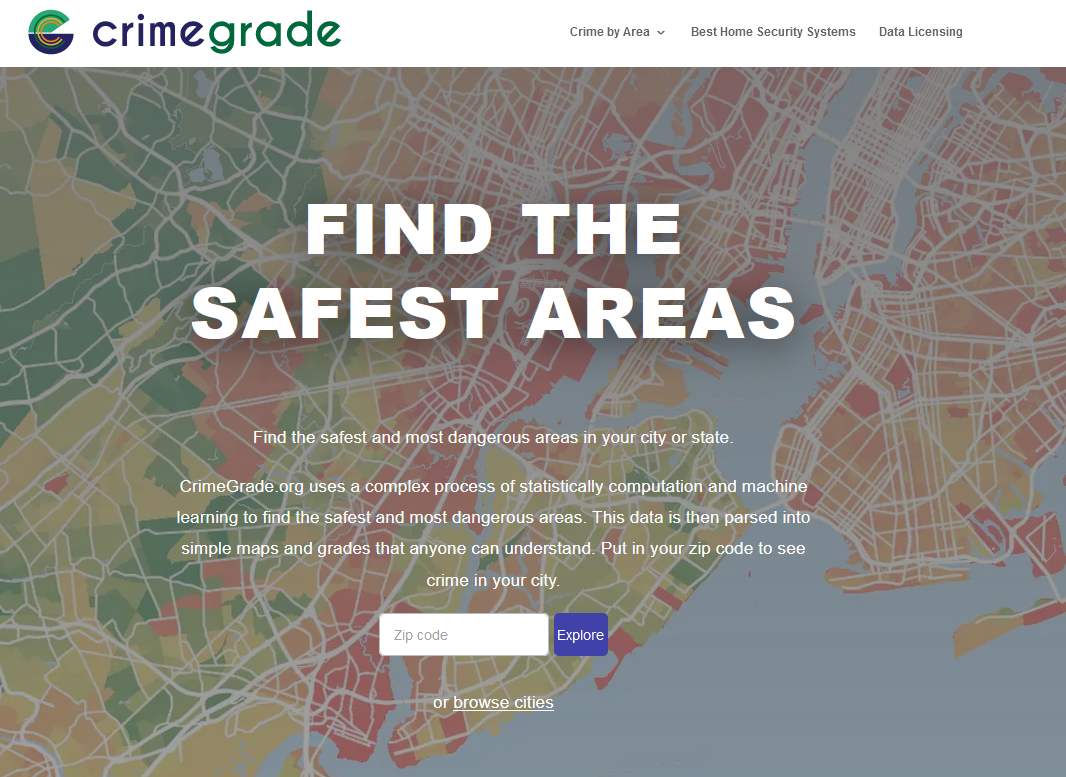 crimegrade
Crime by Area
Best Home Security Systems
Data Licensing
FIND THE
SAFEST AREAS
Find the safest and most dangerous areas in your city or state.
CrimeGrade.org uses a complex process of statistically computation and machine
learning to find the safest and most dangerous areas. This data is then parsed into
simple maps and grades that anyone can understand. Put in your zip code to see
crime in your city.
Zip code
Explore
or browse cities